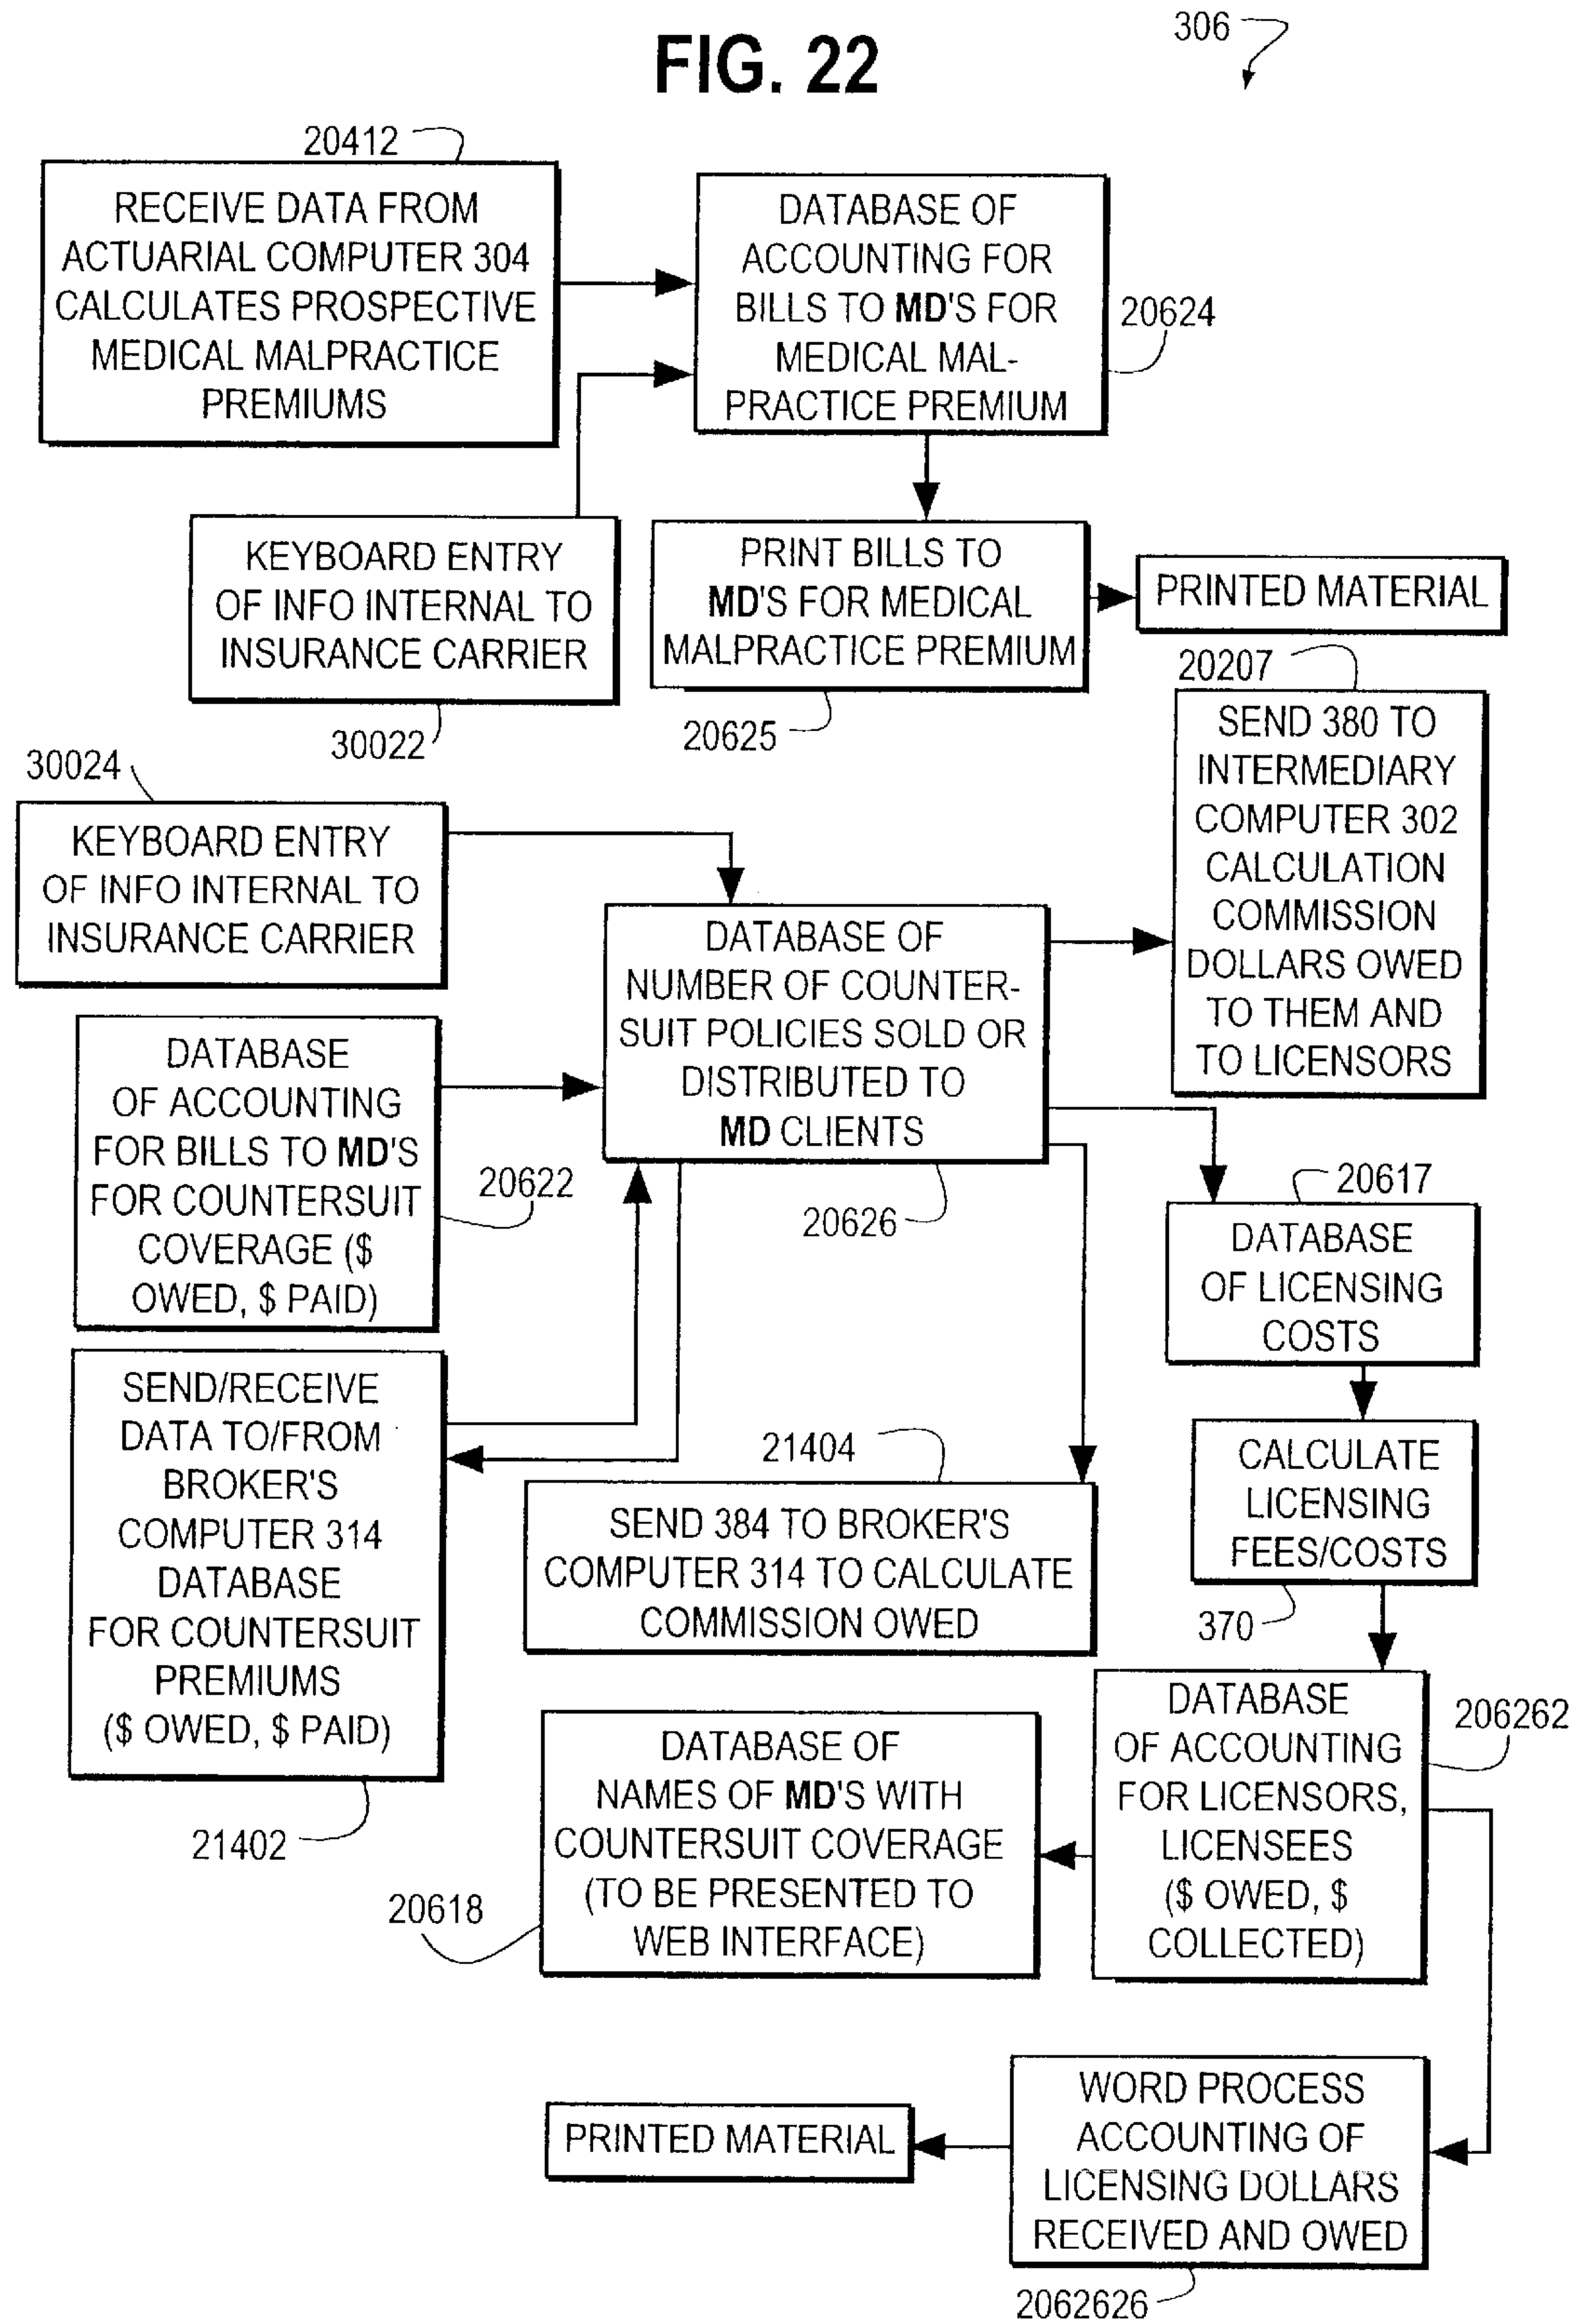 FIG. 22
306
20412
RECEIVE DATA FROM
ACTUARIAL COMPUTER 304
CALCULATES PROSPECTIVE
MEDICAL MALPRACTICE
PREMIUMS
DATABASE OF
ACCOUNTING FOR
BILLS TO MD'S FOR
MEDICAL MAL-
PRACTICE PREMIUM
20624
KEYBOARD ENTRY
OF INFO INTERNAL TO
INSURANCE CARRIER
30022
PRINT BILLS TO
MD'S FOR MEDICAL
MALPRACTICE PREMIUM
20625
PRINTED MATERIAL
20207
SEND 380 TO
INTERMEDIARY
COMPUTER 302
CALCULATION
COMMISSION
DOLLARS OWED
TO THEM AND
TO LICENSORS
30024
KEYBOARD ENTRY
OF INFO INTERNAL TO
INSURANCE CARRIER
DATABASE OF
NUMBER OF COUNTER-
SUIT POLICIES SOLD OR
DISTRIBUTED TO
MD CLIENTS
20626
DATABASE
OF ACCOUNTING
FOR BILLS TO MD'S
FOR COUNTERSUIT
COVERAGE ($
OWED, $ PAID)
20622
20617
DATABASE
OF LICENSING
COSTS
SEND/RECEIVE
DATA TO/FROM
BROKER'S
COMPUTER 314
DATABASE
FOR COUNTERSUIT
PREMIUMS
($ OWED, $ PAID)
21402
21404
SEND 384 TO BROKER'S
COMPUTER 314 TO CALCULATE
COMMISSION OWED
CALCULATE
LICENSING
FEES/COSTS
370
DATABASE
OF ACCOUNTING
FOR LICENSORS,
LICENSEES
($ OWED, $
COLLECTED)
206262
DATABASE OF
NAMES OF MD'S WITH
COUNTERSUIT COVERAGE
(TO BE PRESENTED TO
WEB INTERFACE)
20618
PRINTED MATERIAL
WORD PROCESS
ACCOUNTING OF
LICENSING DOLLARS
RECEIVED AND OWED
2062626